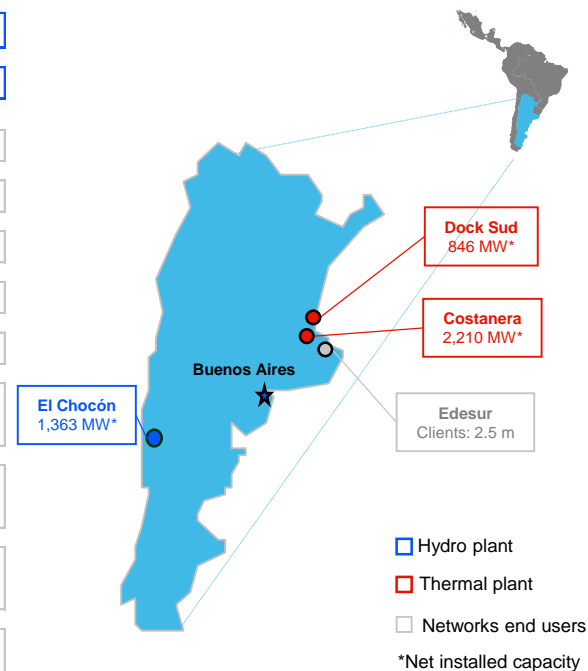 Dock Sud
846 MW*
Costanera
2,210 MW*
Buenos Aires
El Chocón
1,363 MW*
Edesur
Clients: 2.5 m
Hydro plant
Thermal plant
Networks end users
*Net installed capacity